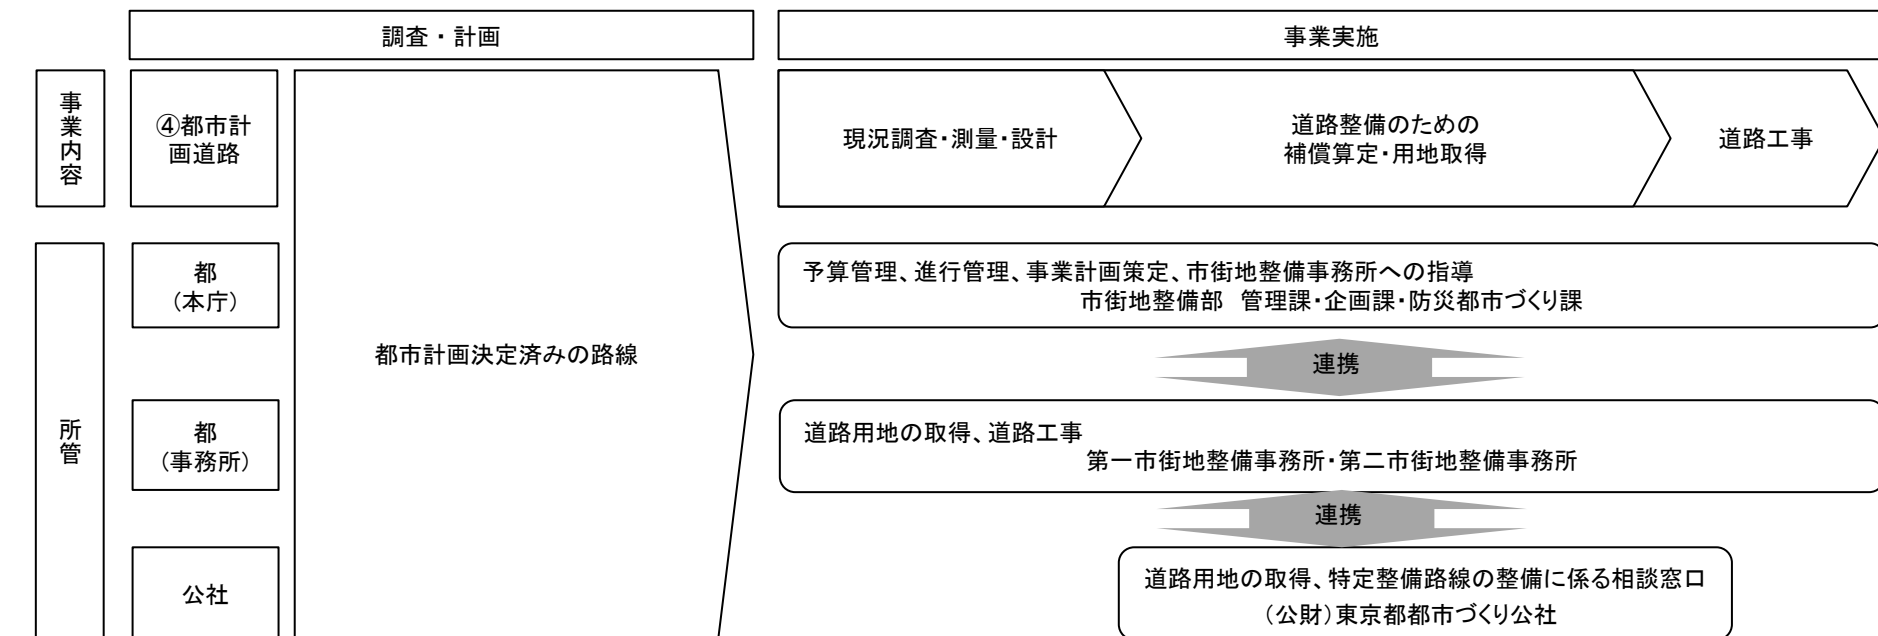 調査・計画
事業実施
事業内容
④都市計
画道路
現況調査・測量・設計
道路整備のための
補償算定・用地取得
道路工事
所管
都
（本庁）
都市計画決定済みの路線
予算管理、進行管理、事業計画策定、市街地整備事務所への指導
市街地整備部　管理課・企画課・防災都市づくり課
連携
都
（事務所）
道路用地の取得、道路工事
第一市街地整備事務所・第二市街地整備事務所
連携
公社
道路用地の取得、特定整備路線の整備に係る相談窓口
（公財）東京都都市づくり公社